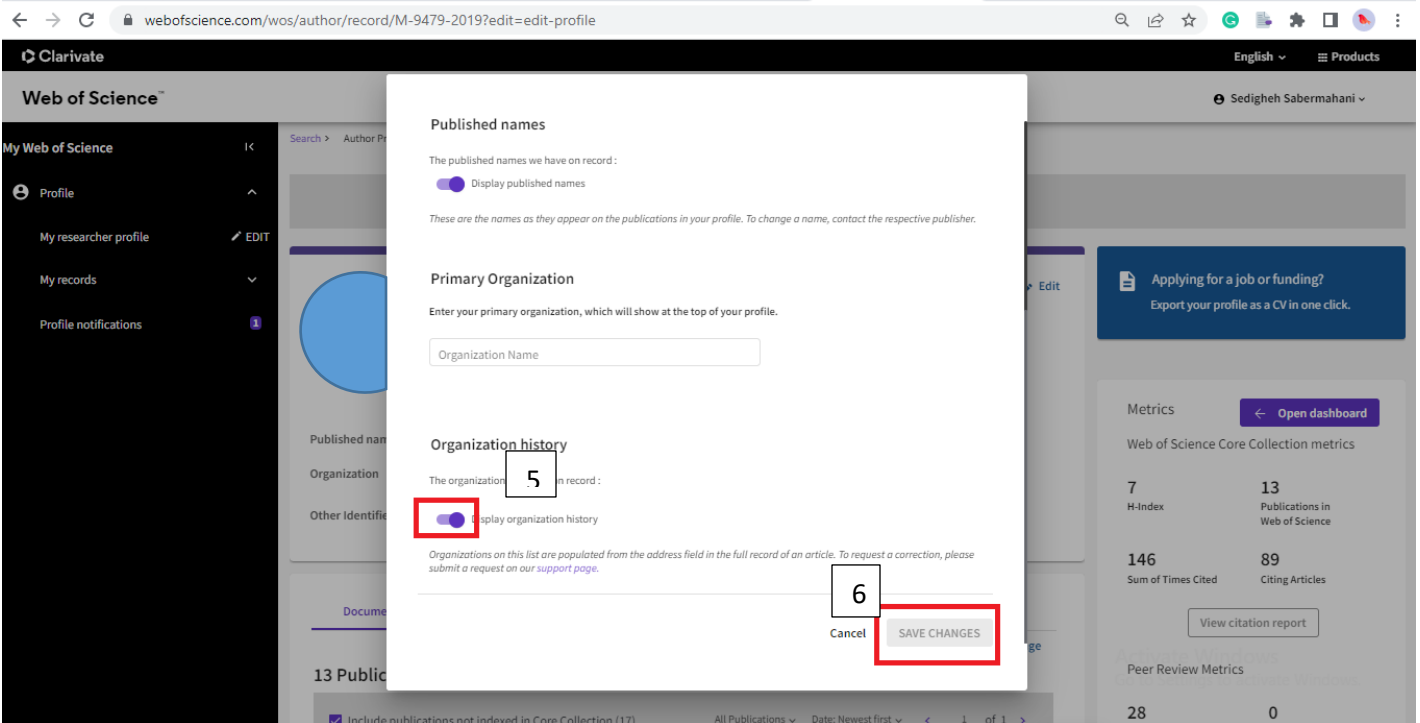 webofscience.com/wos/author/record/M-9479-2019?edit=edit-profile
Clarivate
English
Products
Web of Science™
Sedigheh Sabermahani
My Web of Science
Profile
My researcher profile
EDIT
My records
Profile notifications
1
Search >
Author Pr
Published names
The published names we have on record :
Display published names
These are the names as they appear on the publications in your profile. To change a name, contact the respective publisher.
Primary Organization
Enter your primary organization, which will show at the top of your profile.
Organization Name
Organization history
5
The organization n record :
splay organization history
Organizations on this list are populated from the address field in the full record of an article. To request a correction, please
submit a request on our support page.
6
Cancel
SAVE CHANGES
Edit
Published nam
Organization
Other Identifie
Docume
ge
13 Public
Include publications not indexed in Core Collection (17)
All Publications
Date: Newest first
< 1 of 1 >
Applying for a job or funding?
Export your profile as a CV in one click.
Metrics
← Open dashboard
Web of Science Core Collection metrics
7
H-Index
13
Publications in
Web of Science
146
Sum of Times Cited
89
Citing Articles
View citation report
Activate Windows
Peer Review Metrics
28
0